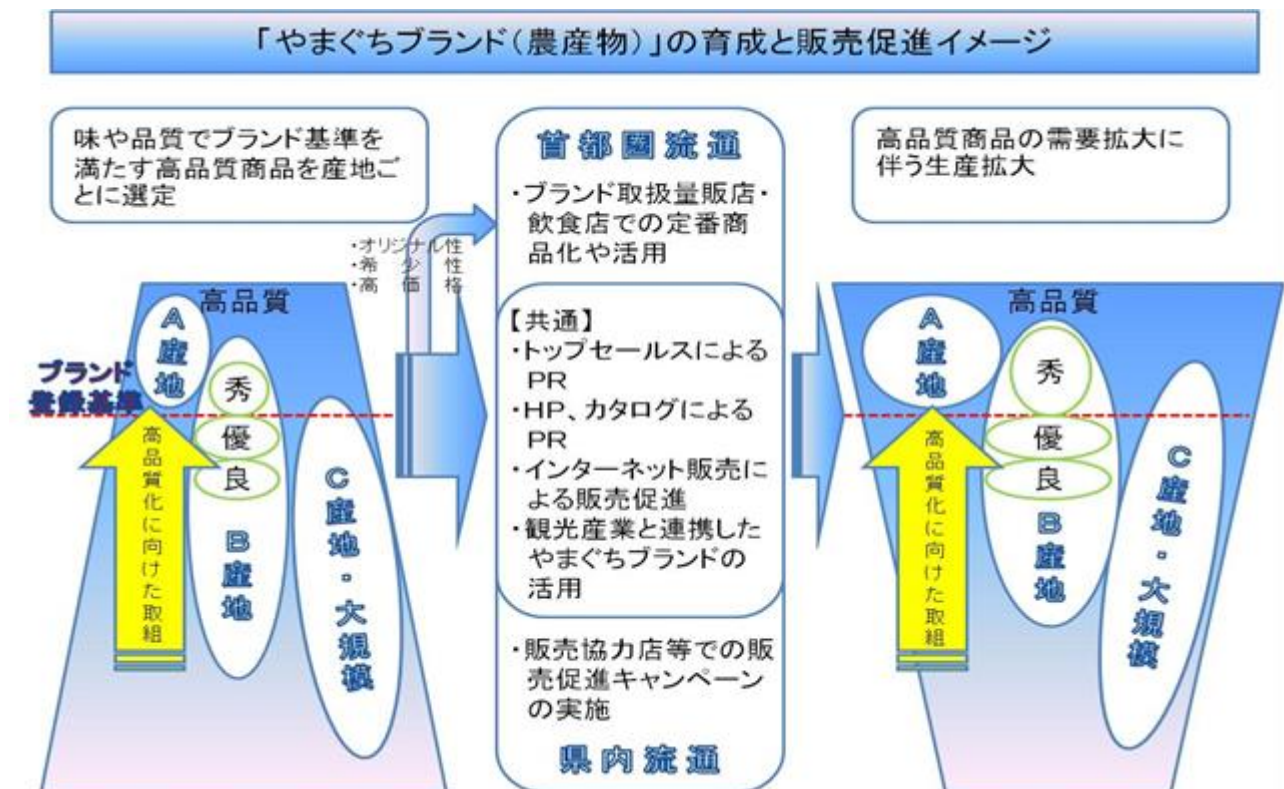 「やまぐちブランド(農産物)」の育成と販売促進イメージ
味や品質でブランド基準を
満たす高品質商品を産地ご
とに選定
・オリジナル性
・希少性
・高価格
高品質
A産地
ブランド
登録基準
秀
優
良
B産地
C産地・大規模
高品質化に向けた取組
首都圏流通
・ブランド取扱量販店・
飲食店での定番商
品化や活用
【共通】
・トップセールスによる
PR
・HP、カタログによる
PR
・インターネット販売に
よる販売促進
・観光産業と連携した
やまぐちブランドの
活用
・販売協力店等での販
売促進キャンペーン
の実施
県内流通
高品質商品の需要拡大に
伴う生産拡大
高品質
A産地
秀
優
良
B産地
C産地・大規模
高品質化に向けた取組